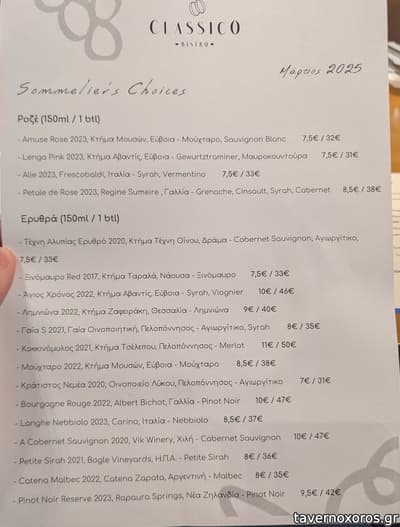 CLASSICO
BISTRO
Μάρτιος 2025
Sommelier's Choices
Ροζέ (150ml / 1 btl)
- Amuse Rose 2023, Κτήμα Μουσών, Εύβοια - Μούχταρο, Sauvignon Blanc 7,5€ / 32€
- Lenga Pink 2023, Κτήμα Αβαντίς, Εύβοια - Gewurtztraminer, Μαυροκουντούρα 7,5€ / 31€
- Alie 2023, Frescobaldi, Ιταλία - Syrah, Vermentino 7,5€ / 33€
- Petale de Rose 2023, Regine Sumeire , Γαλλία - Grenache, Cinsault, Syrah, Cabernet 8,5€ / 38€
Ερυθρά (150ml / 1 btl)
- Τέχνη Αλυπίας Ερυθρό 2020, Κτήμα Τέχνη Οίνου, Δράμα - Cabernet Sauvignon, Αγιωργίτικο,
7,5€ / 33€
- Ξινόμαυρο Red 2017, Κτήμα Ταραλά, Νάουσα - Ξινόμαυρο 7,5€ / 33€
- Άγιος Χρόνος 2022, Κτήμα Αβαντίς, Εύβοια - Syrah, Viognier 10€ / 46€
- Λημνιώνα 2022, Κτήμα Ζαφειράκη, Θεσσαλία - Λημνιώνα 9€ / 40€
- Γαία S 2021, Γαία Οινοποιητική, Πελοπόννησος - Αγιωργίτικο, Syrah 8€ / 35€
- Κοκκινόμυλος 2021, Κτήμα Τσέλεπου, Πελοπόννησος - Merlot 11€ / 50€
- Μούχταρο 2022, Κτήμα Μουσών, Εύβοια - Μούχταρο 8,5€ / 38€
- Κράτιστος Νεμέα 2020, Οινοποιείο Λύκου, Πελοπόννησος - Αγιωργίτικο 7€ / 31€
- Bourgogne Rouge 2022, Albert Bichot, Γαλλία - Pinot Noir 10€ / 47€
- Langhe Nebbiolo 2023, Corino, Ιταλία - Nebbiolo 8,5€ / 37€
- A Cabernet Sauvignon 2020, Vik Winery, Χιλή - Cabernet Sauvignon 10€ / 47€
- Petite Sirah 2021, Bogle Vineyards, Η.Π.Α. - Petite Sirah 8€ / 36€
- Catena Malbec 2022, Catena Zapata, Αργεντινή - Malbec 8€ / 35€
- Pinot Noir Reserve 2023, Rapaura Springs, Νέα Ζηλανδία - Pinot Noir 9,5€ / 42€
tavernoxoros.gr